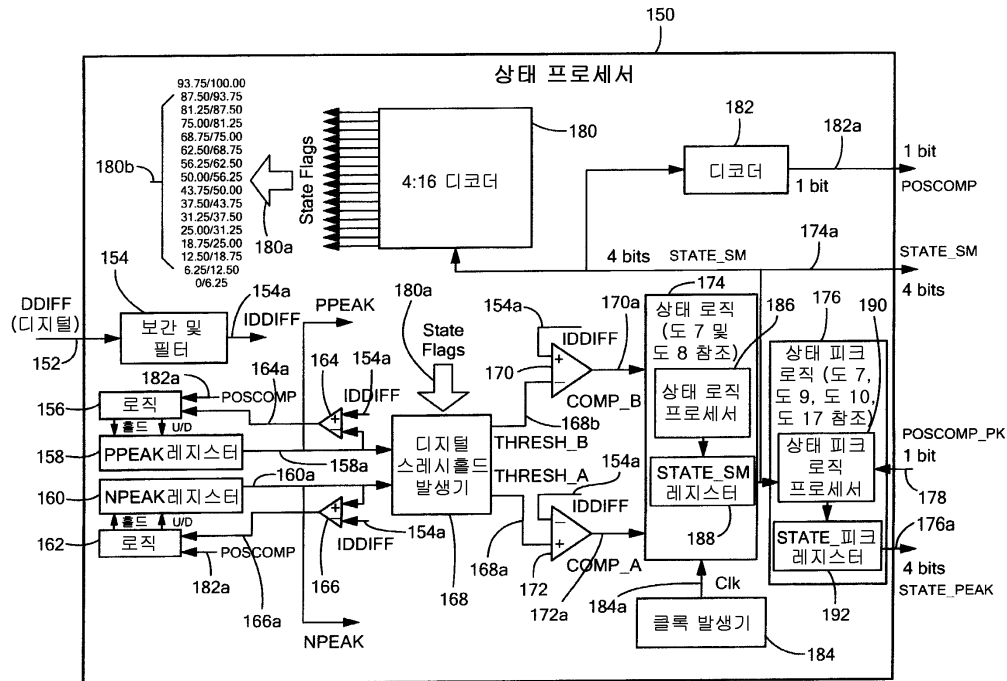 150
상태 프로세서
93.75/100.00
87.50/93.75
81.25/87.50
75.00/81.25
68.75/75.00
62.50/68.75
56.25/62.50
50.00/56.25
43.75/50.00
37.50/43.75
31.25/37.50
25.00/31.25
18.75/25.00
12.50/18.75
6.25/12.50
0/6.25
180b
180a
State Flags
4:16 디코더
180
182
디코더
182a
1 bit
1 bit
POSCOMP
4 bits
STATE_SM
174a
STATE_SM
4 bits
DDIFF
(디지털)
152
154
보간 및
필터
154a
IDDIFF
PPEAK
180a
State
Flags
154a
IDDIFF
170
170a
COMP_B
168b
174
상태 로직
(도 7 및
도 8 참조)
186
상태 로직
프로세서
STATE_SM
레지스터
188
176
190
상태 피크
로직 (도 7,
도 9, 도 10,
도 17 참조)
상태 피크
로직
프로세서
STATE_피크
레지스터
192
POSCOMP_PK
1 bit
178
176a
4 bits
STATE_PEAK
182a
POSCOMP
164a
164
154a
IDDIFF
156
로직
홀드
U/D
158
PPEAK 레지스터
158a
160
NPEAK 레지스터
160a
홀드
U/D
162
로직
POSCOMP
182a
166a
166
154a
IDDIFF
NPEAK
디지털
스레시홀드
발생기
168
THRESH_B
THRESH_A
168a
154a
IDDIFF
172
COMP_A
172a
184a
Clk
클록 발생기
184